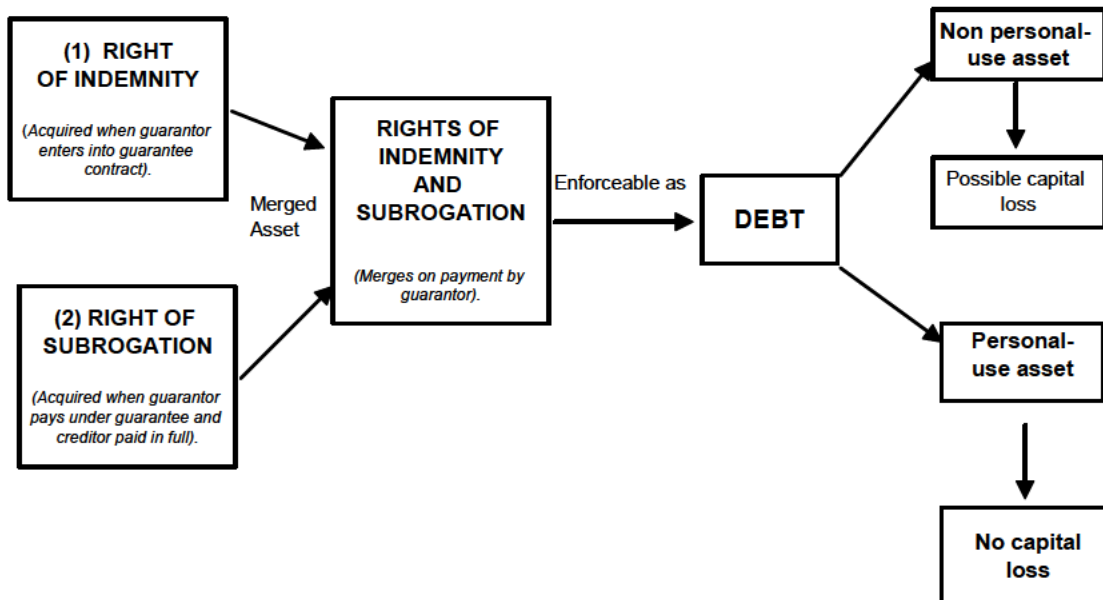 (1) RIGHT
OF INDEMNITY
(Acquired when guarantor
enters into guarantee
contract).
(2) RIGHT OF
SUBROGATION
(Acquired when guarantor
pays under guarantee and
creditor paid in full).
Merged
Asset
RIGHTS OF
INDEMNITY
AND
SUBROGATION
(Merges on payment by
guarantor).
Enforceable as
DEBT
Non personal-
use asset
Possible capital
loss
Personal-
use asset
No capital
loss